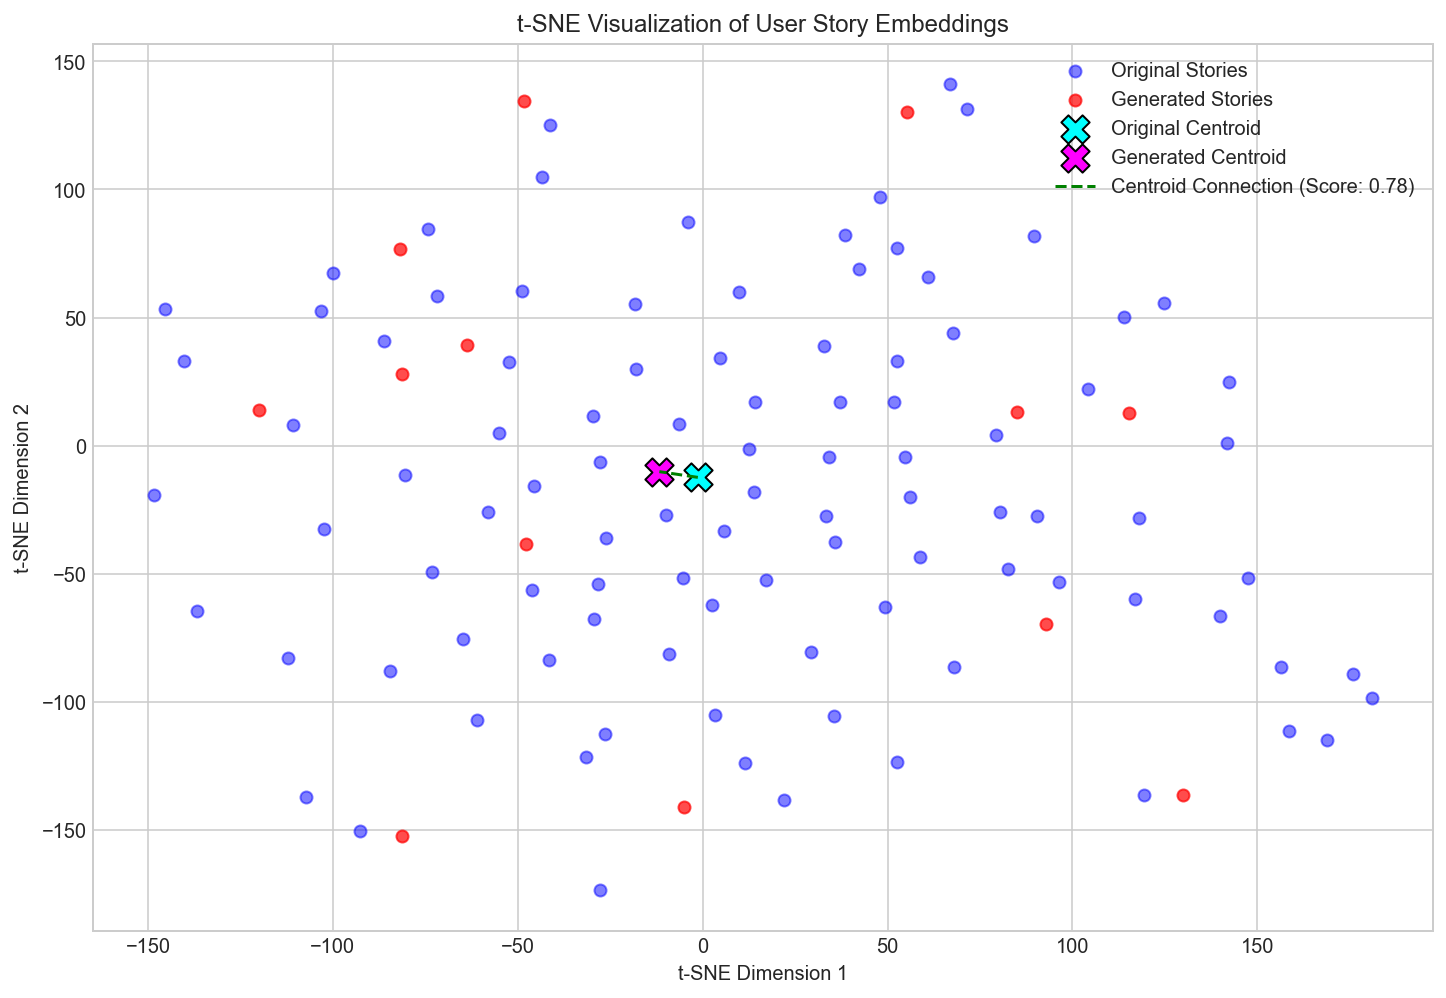 t-SNE Visualization of User Story Embeddings
Original Stories
Generated Stories
Original Centroid
Generated Centroid
Centroid Connection (Score: 0.78)
150
100
50
0
−50
−100
−150
t-SNE Dimension 2
−150 −100 −50 0 50 100 150
t-SNE Dimension 1